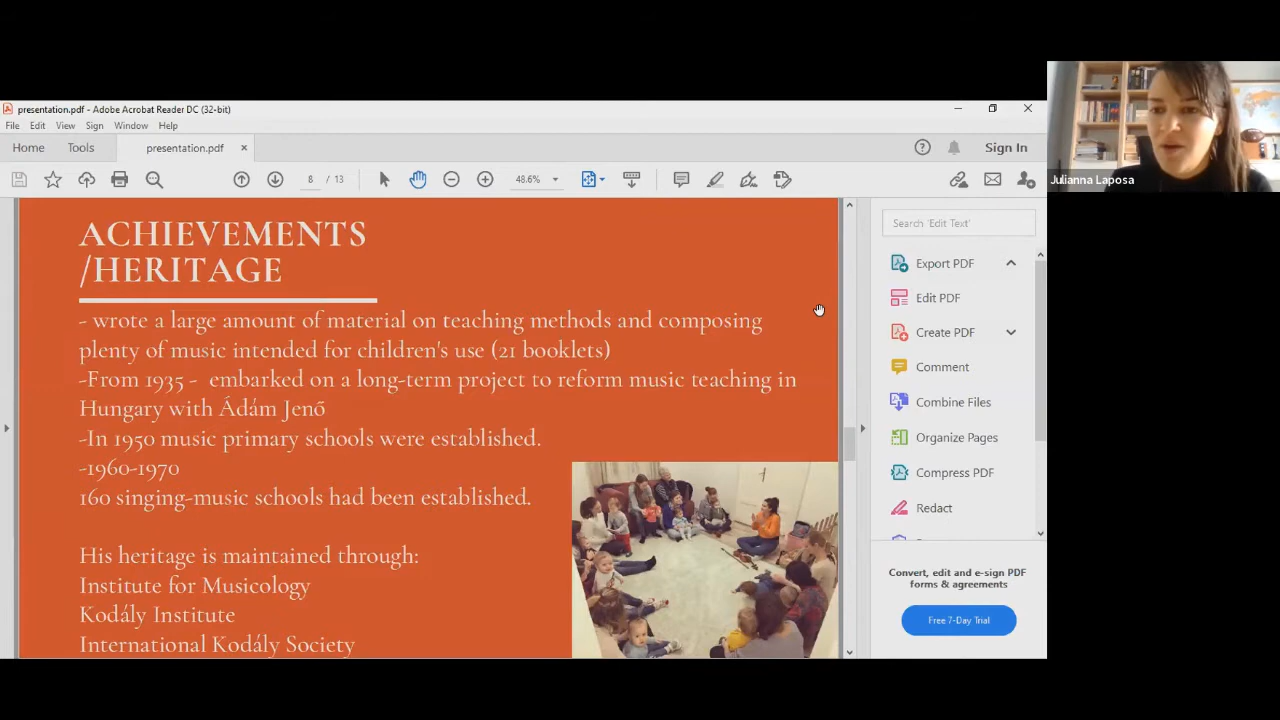 presentation.pdf - Adobe Acrobat Reader DC (32-bit)
File Edit View Sign Window Help
Home Tools presentation.pdf × Sign In
8 / 13 48.6%
ACHIEVEMENTS
/HERITAGE
- wrote a large amount of material on teaching methods and composing
plenty of music intended for children's use (21 booklets)
-From 1935 - embarked on a long-term project to reform music teaching in
Hungary with Ádám Jenő
-In 1950 music primary schools were established.
-1960-1970
160 singing-music schools had been established.
His heritage is maintained through:
Institute for Musicology
Kodály Institute
International Kodály Society
Search 'Edit Text'
Export PDF
Edit PDF
Create PDF
Comment
Combine Files
Organize Pages
Compress PDF
Redact
Convert, edit and e-sign PDF
forms & agreements
Free 7-Day Trial
Julianna Laposa